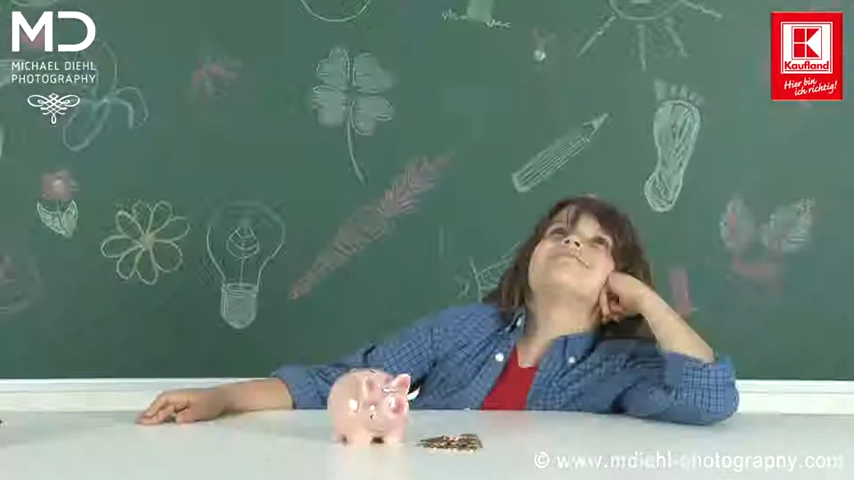 MD
MICHAEL DIEHL
PHOTOGRAPHY
Kaufland
Hier bin
ich richtig!
© www.mdiehl-photography.com